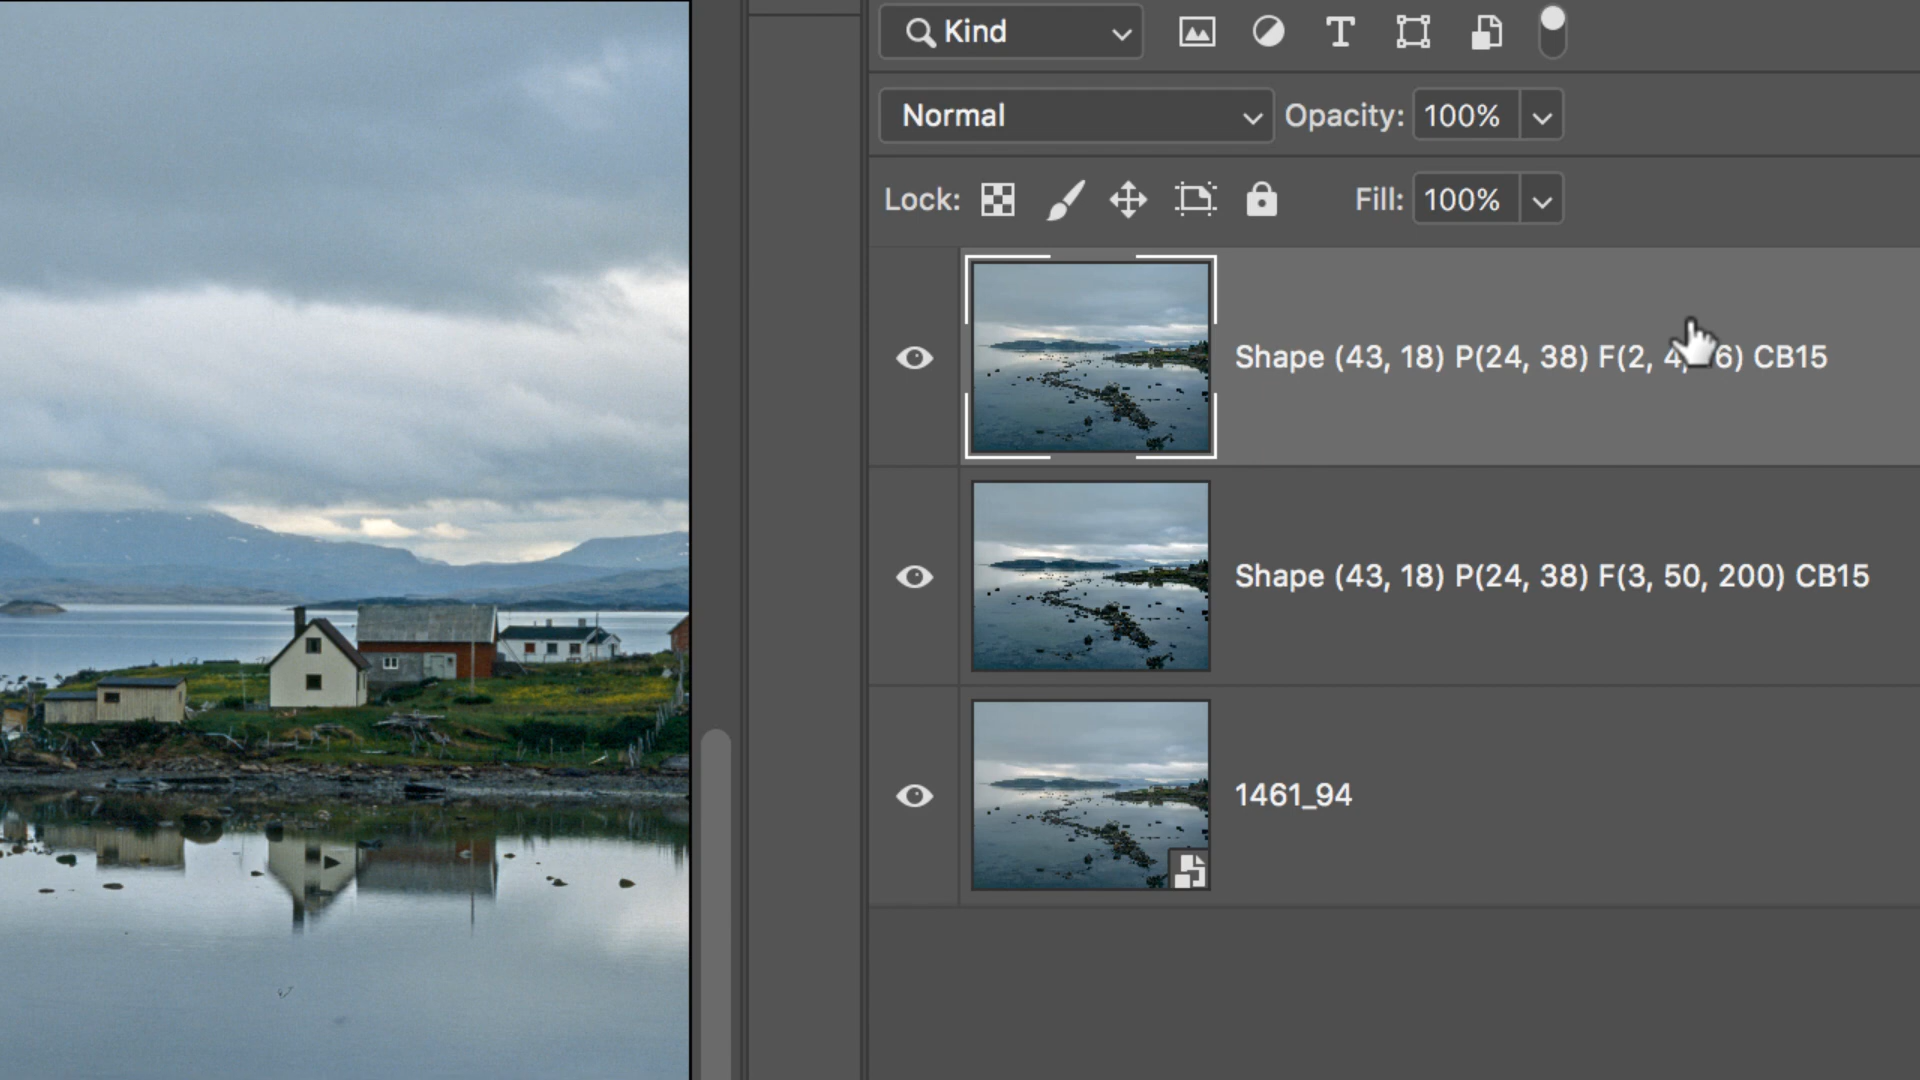 Kind
Normal
Opacity: 100%
Lock:
Fill: 100%
Shape (43, 18) P(24, 38) F(2, 6) CB15
Shape (43, 18) P(24, 38) F(3, 50, 200) CB15
1461_94